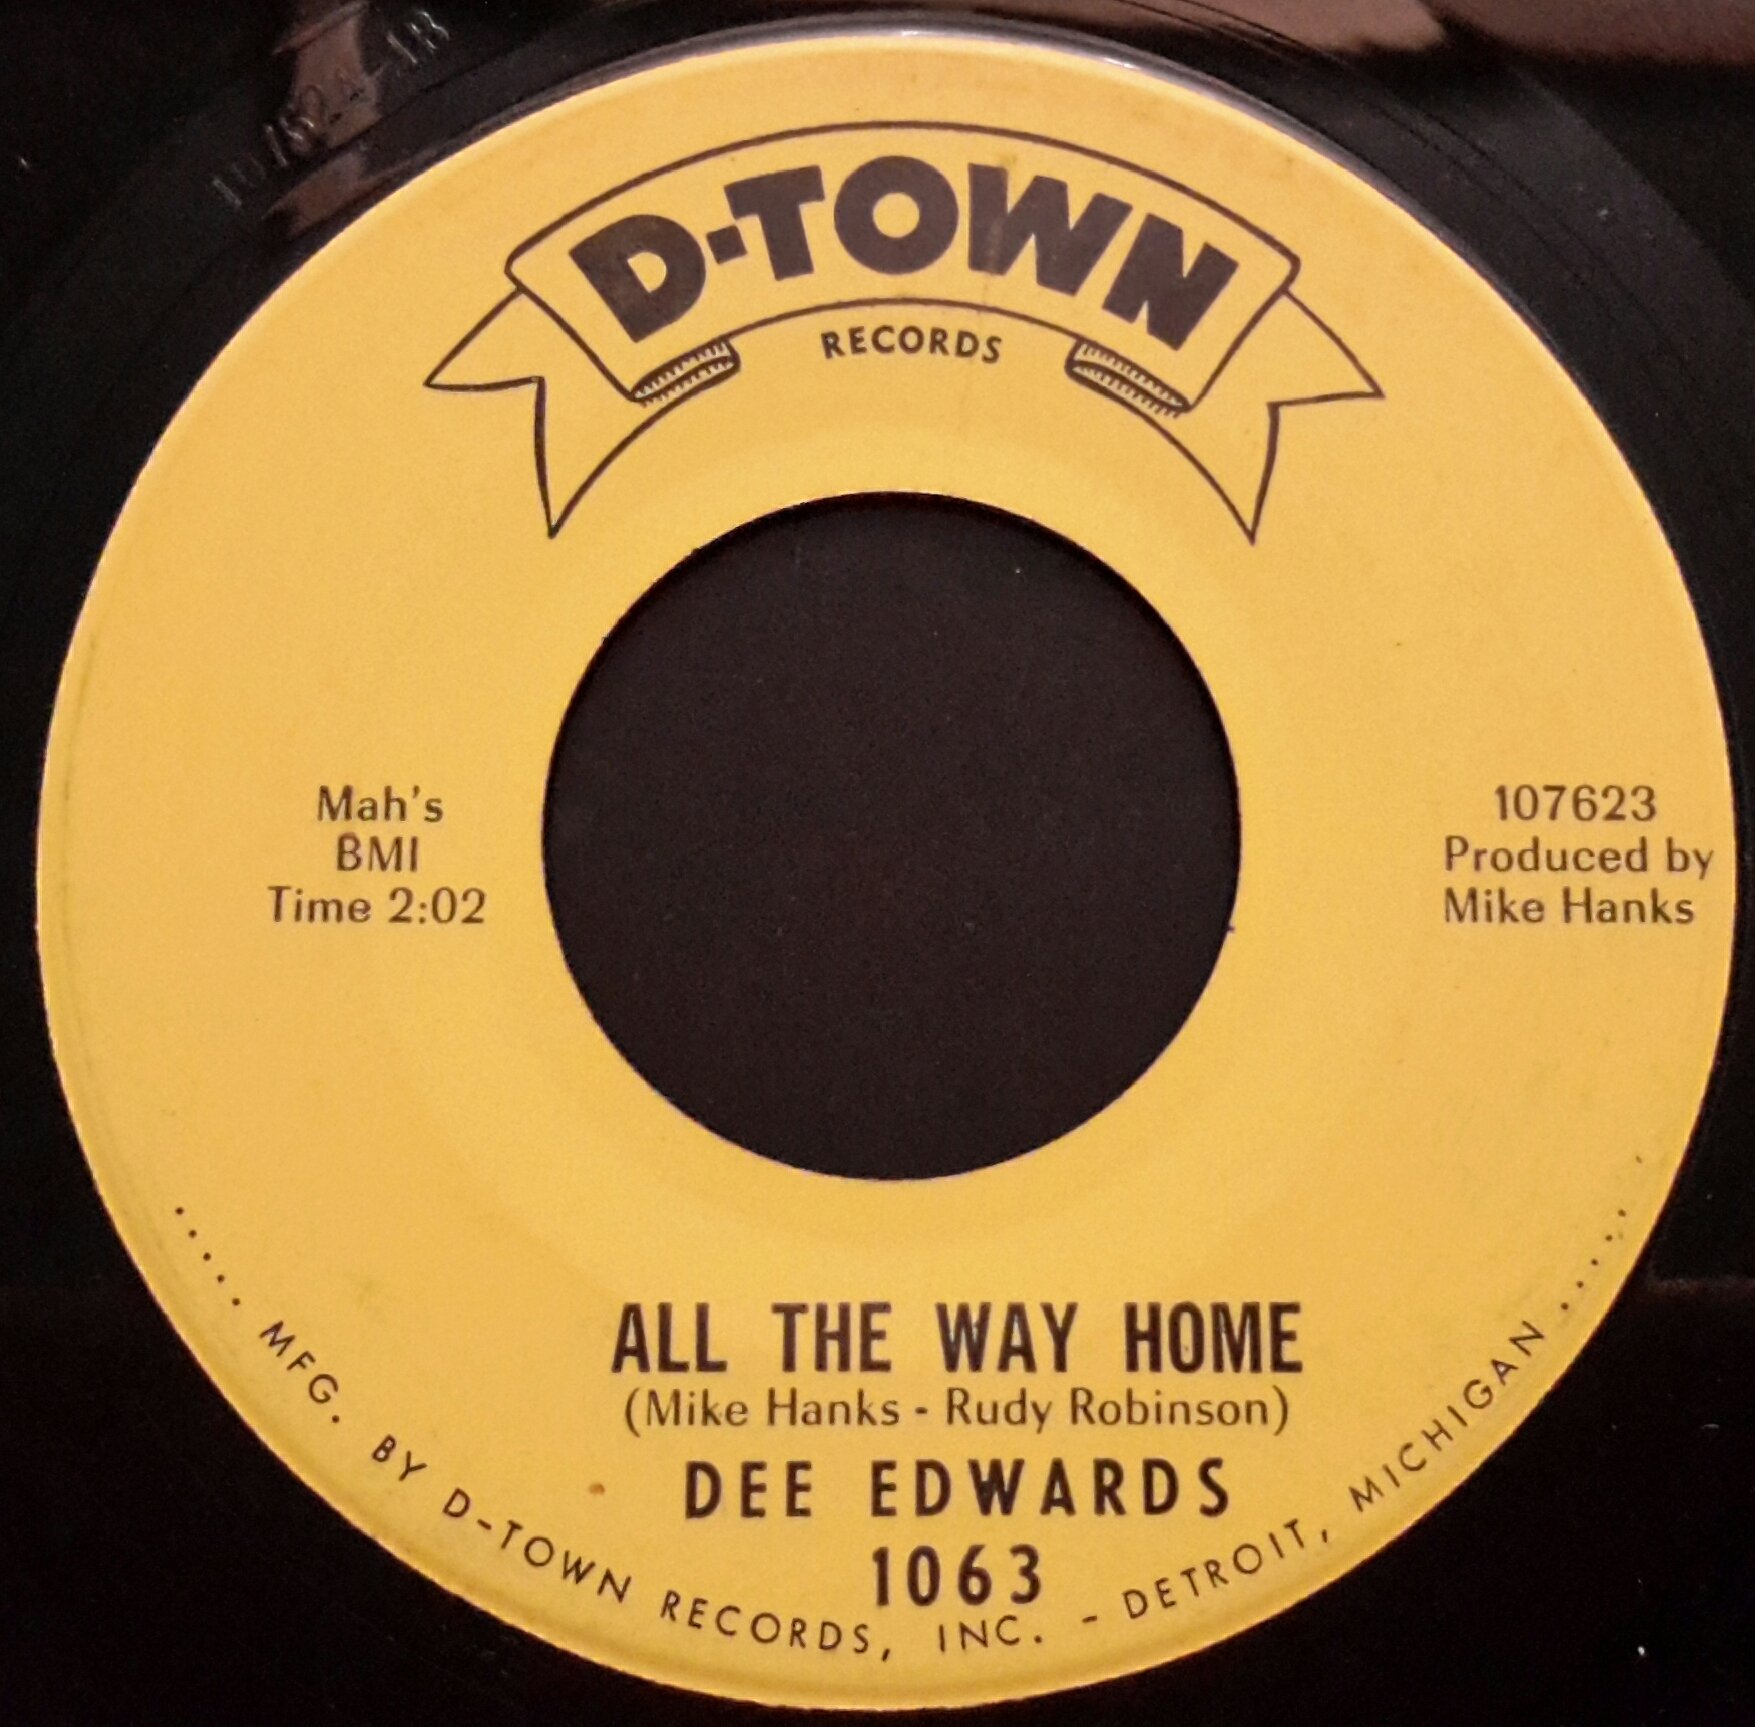 D-TOWN
RECORDS
Mah's
BMI
Time 2:02
107623
Produced by
Mike Hanks
ALL THE WAY HOME
(Mike Hanks - Rudy Robinson)
DEE EDWARDS
1063
..... MFG. BY D-TOWN RECORDS, INC. - DETROIT, MICHIGAN .....